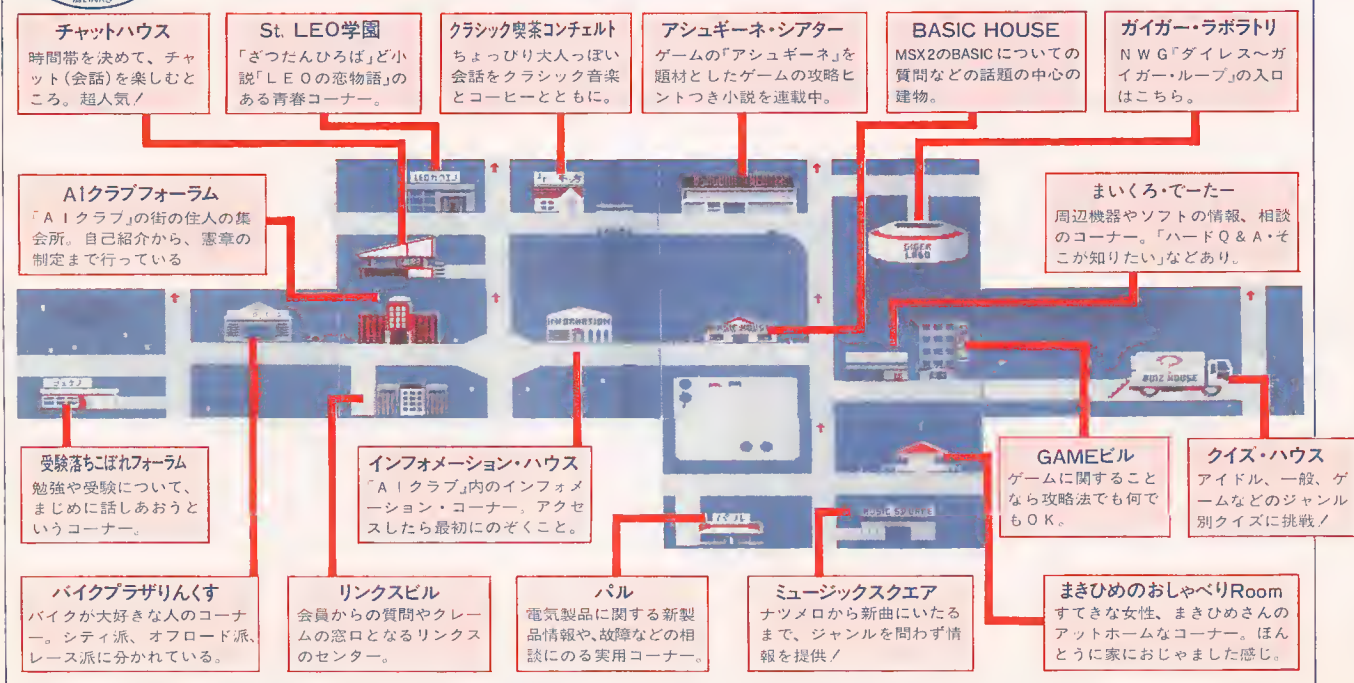 チャットハウス
時間帯を決めて、チャ
ット(会話)を楽しむと
ころ。超人気！
St. LEO学園
「ざつだんひろば」ど小
説「LEOの恋物語」の
ある青春コーナー。
クラシック喫茶コンチェルト
ちょっぴり大人っぽい
会話をクラシック音楽
とコーヒーとともに。
アシュギーネ・シアター
ゲームの『アシュギーネ』を
題材としたゲームの攻略ヒ
ントつき小説を連載中。
BASIC HOUSE
MSX2のBASICについての
質問などの話題の中心の
建物。
ガイガー・ラボラトリ
NWG『ダイレス〜ガ
イガー・ループ』の入口
はこちら。
AIクラブフォーラム
「AIクラブ」の街の住人の集
会所。自己紹介から、憲章の
制定まで行っている
まいくろ・でーたー
周辺機器やソフトの情報、相談
のコーナー。「ハードQ&A・そ
こが知りたい」などあり。
LEOガクエン
GIGER
LABO
INFORMATION
BASIC HOUSE
QUIZ HOUSE
ジュケン
パル
MUSIC SQUARE
受験落ちこぼれフォーラム
勉強や受験について、
まじめに話しあおうと
いうコーナー。
インフォメーション・ハウス
「AIクラブ」内のインフォメ
ーション・コーナー。アクセ
スしたら最初にのぞくこと。
GAMEビル
ゲームに関すること
なら攻略法でも何で
もOK。
クイズ・ハウス
アイドル、一般、ゲ
ームなどのジャンル
別クイズに挑戦！
バイクプラザりんくす
バイクが大好きな人のコーナ
ー。シティ派、オフロード派、
レース派に分かれている。
リンクスビル
会員からの質問やクレー
ムの窓口となるリンクス
のセンター。
パル
電気製品に関する新製
品情報や、故障などの相
談にのる実用コーナー。
ミュージックスクエア
ナツメロから新曲にいたる
まで、ジャンルを問わず情
報を提供！
まきひめのおしゃべりRoom
すてきな女性、まきひめさんの
アットホームなコーナー。ほん
とうに家におじゃました感じ。